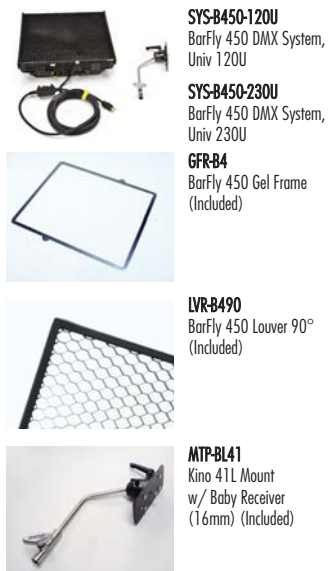 SYS-B450-120U
BarFly 450 DMX System,
Univ 120U
SYS-B450-230U
BarFly 450 DMX System,
Univ 230U
GFR-B4
BarFly 450 Gel Frame
(Included)
LVR-B490
BarFly 450 Louver 90°
(Included)
MTP-BL41
Kino 41L Mount
w/ Baby Receiver
(16mm) (Included)